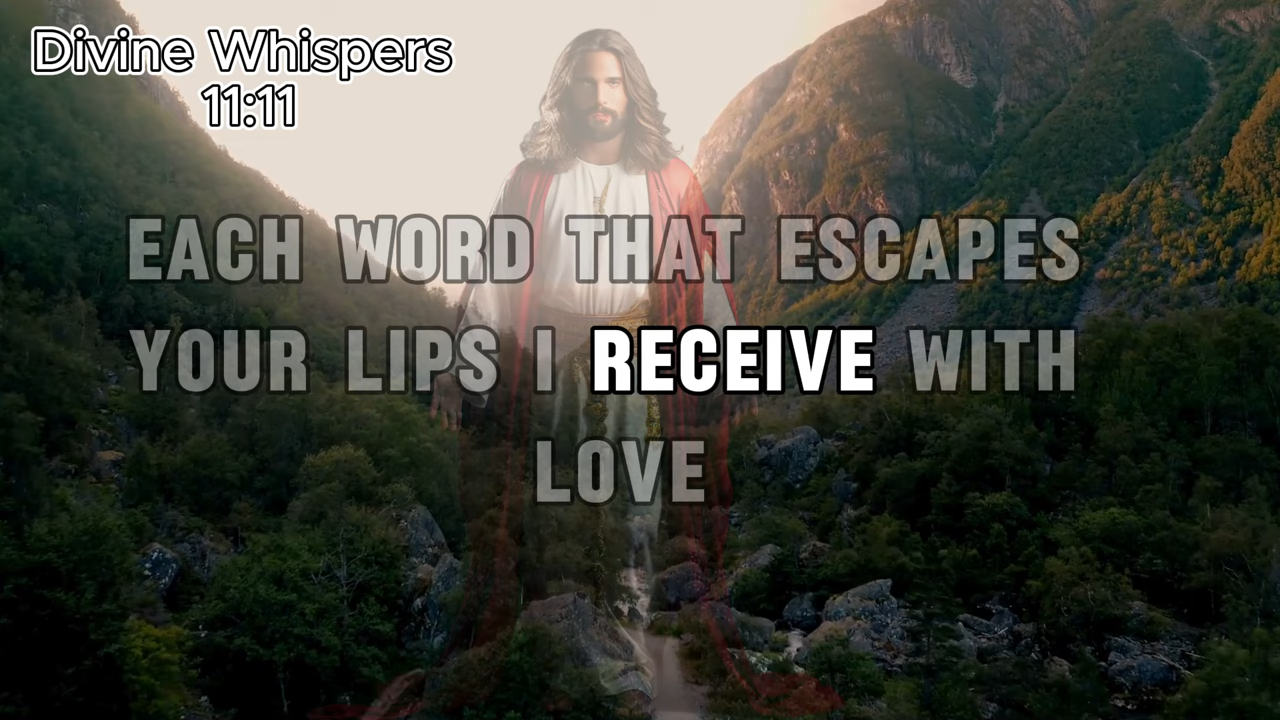 Divine Whispers
11:11
EACH WORD THAT ESCAPES
YOUR LIPS I RECEIVE WITH
LOVE